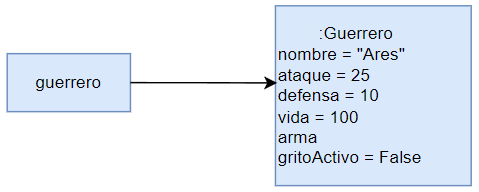 guerrero
:Guerrero
nombre = "Ares"
ataque = 25
defensa = 10
vida = 100
arma
gritoActivo = False